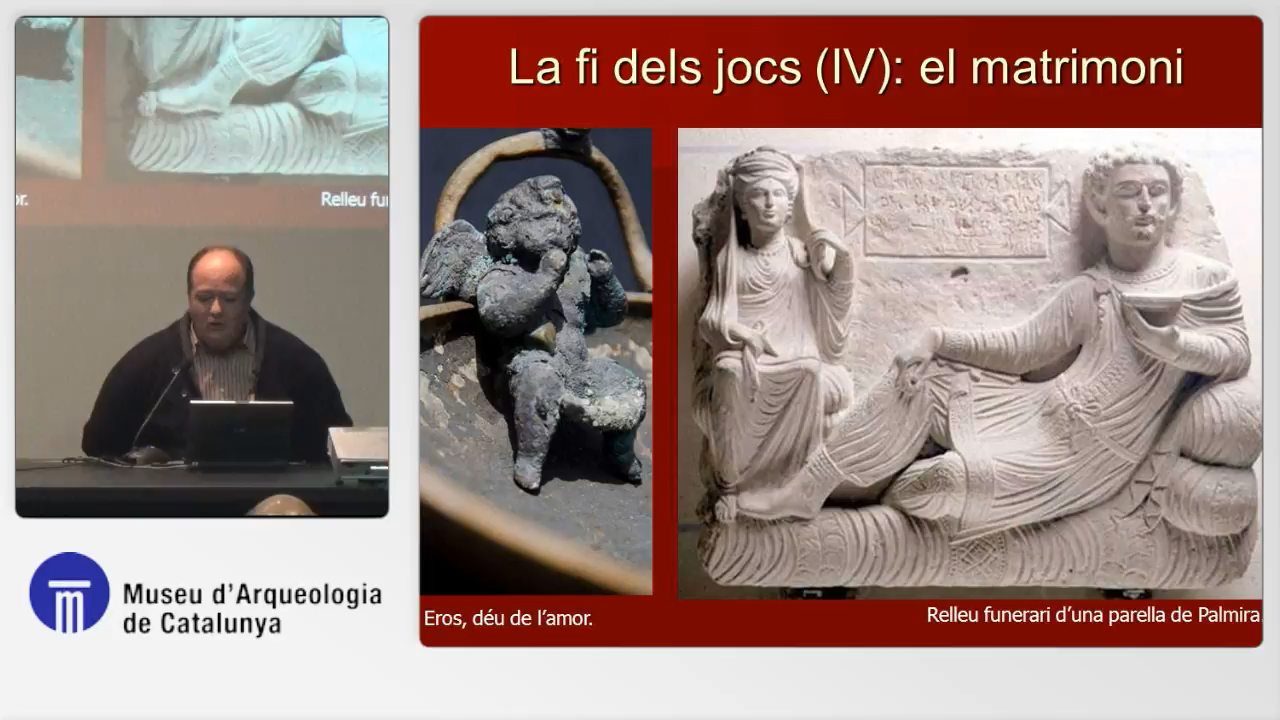 La fi dels jocs (IV): el matrimoni
or.
Relleu fu
Eros, déu de l'amor.
Relleu funerari d'una parella de Palmira
Museu d'Arqueologia
de Catalunya